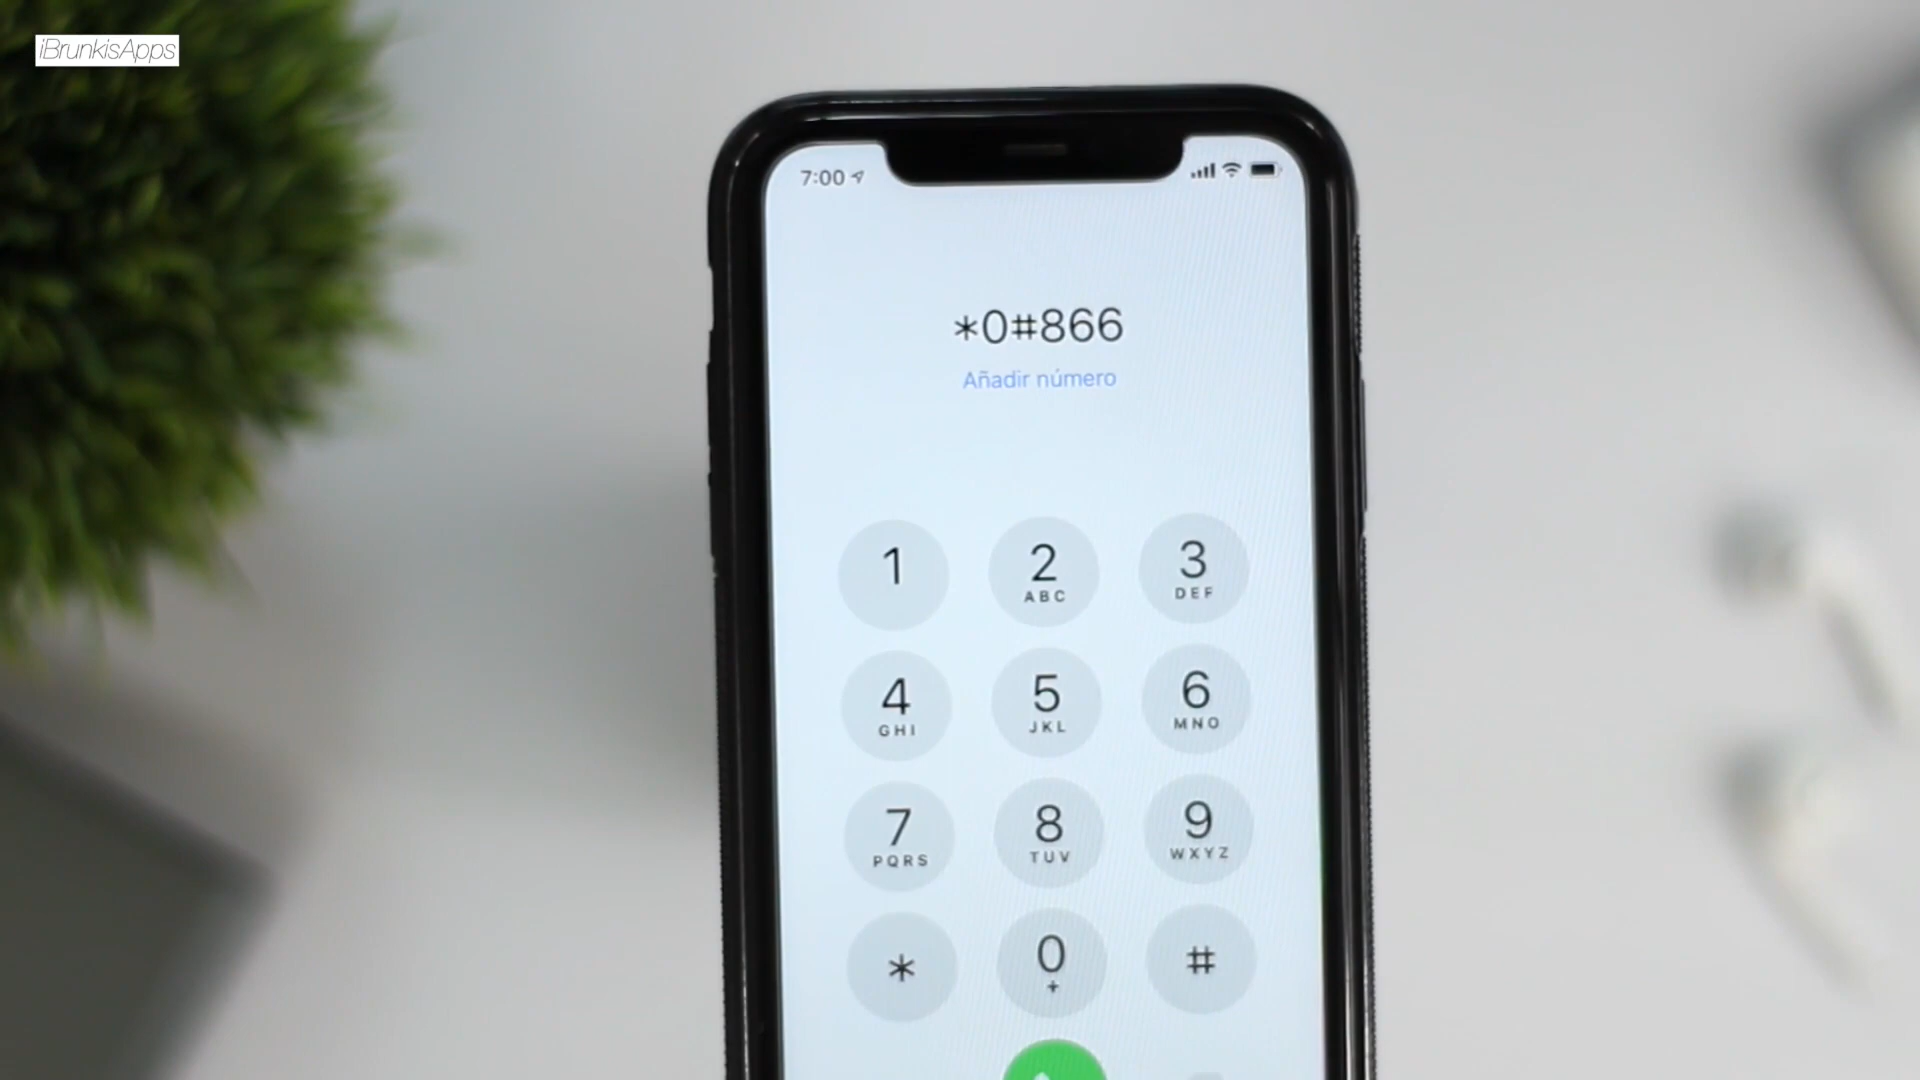 iBrunkisApps
7:00
*0#866
Añadir número
1
2
ABC
3
DEF
4
GHI
5
JKL
6
MNO
7
PQRS
8
TUV
9
WXYZ
*
0
+
#